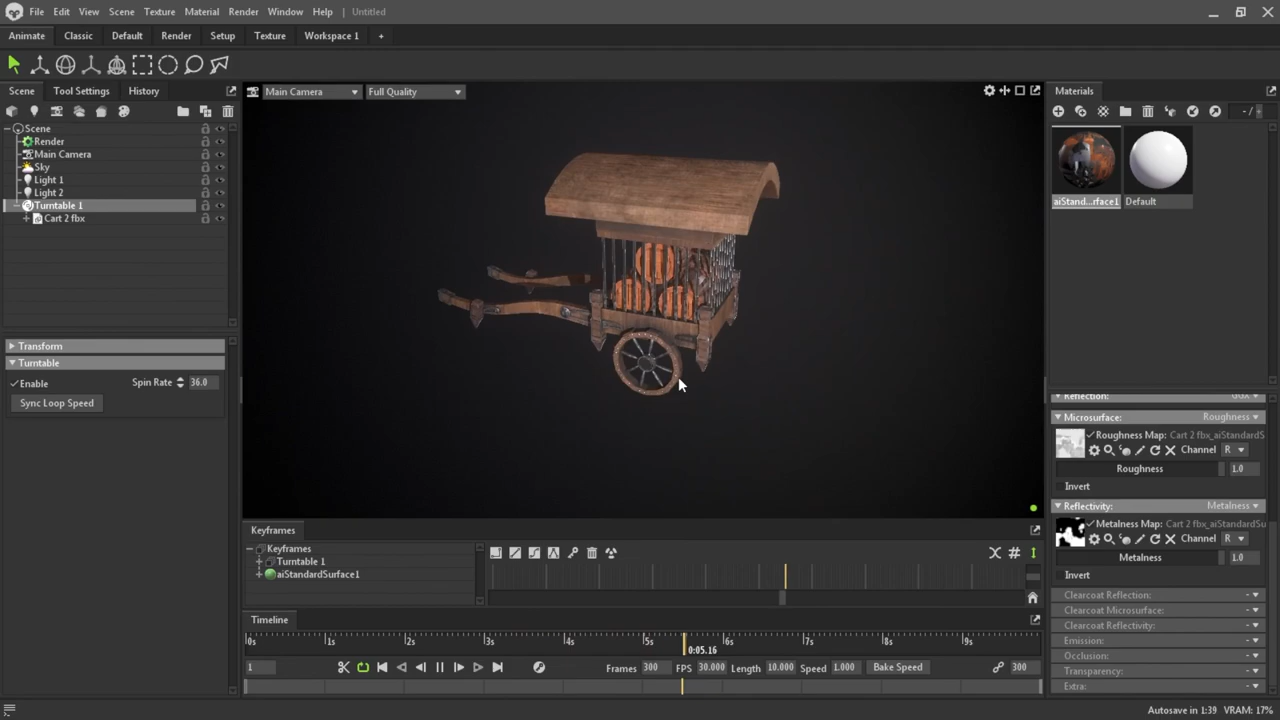 File Edit View Scene Texture Material Render Window Help Untitled
Animate Classic Default Render Setup Texture Workspace 1 +
Scene Tool Settings History
Main Camera Full Quality
Materials
Scene
Render
Main Camera
Sky
Light 1
Light 2
Turntable 1
Cart 2 fbx
aiStand...rface1 Default
Transform
Turntable
Enable Spin Rate 36.0
Sync Loop Speed
Reflection: GGX
Microsurface: Roughness
Roughness Map: Cart 2 fbx_aiStandardS
Channel R
Roughness 1.0
Invert
Reflectivity: Metalness
Metalness Map: Cart 2 fbx_aiStandardSu
Channel R
Metalness 1.0
Invert
Clearcoat Reflection:
Clearcoat Microsurface:
Clearcoat Reflectivity:
Emission:
Occlusion:
Transparency:
Extra:
Keyframes
Keyframes
Turntable 1
aiStandardSurface1
Timeline
0s 1s 2s 3s 4s 5s 6s 7s 8s 9s
0:05.16
1 Frames 300 FPS 30.000 Length 10.000 Speed 1.000 Bake Speed 300
Autosave in 1:39 VRAM: 17%